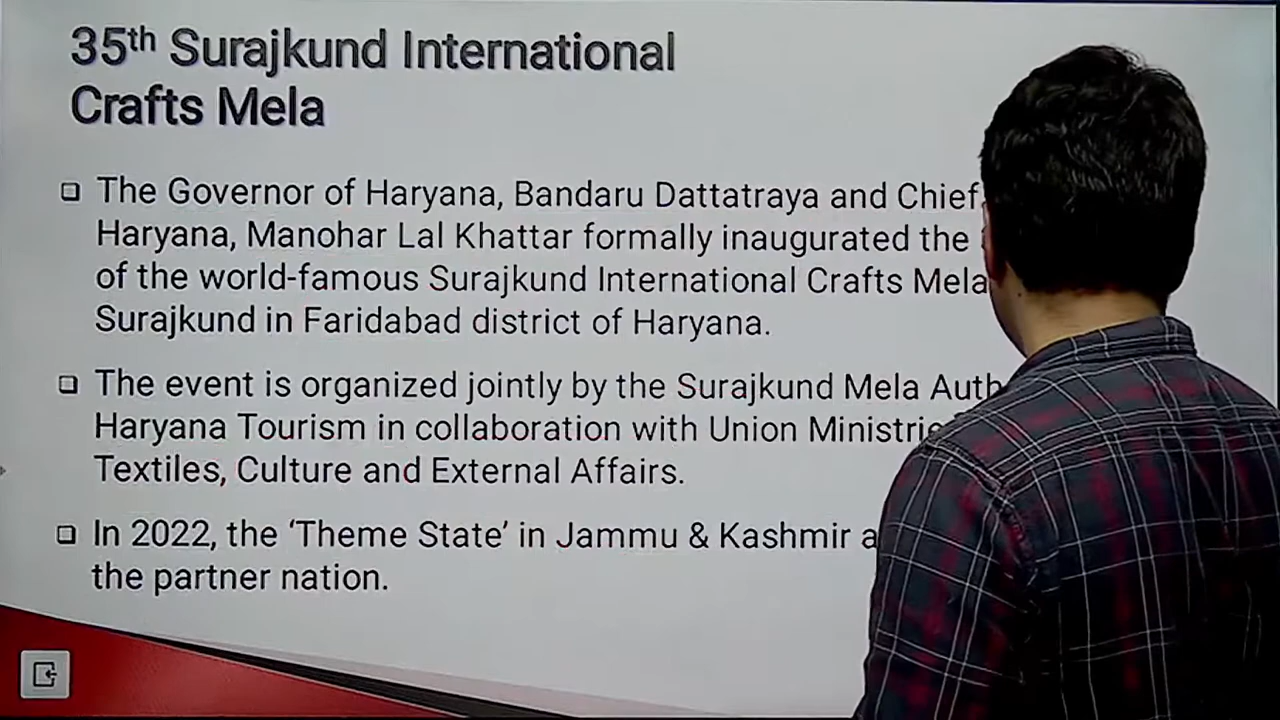 35th Surajkund International
Crafts Mela
The Governor of Haryana, Bandaru Dattatraya and Chief
Haryana, Manohar Lal Khattar formally inaugurated the
of the world-famous Surajkund International Crafts Mela
Surajkund in Faridabad district of Haryana.
The event is organized jointly by the Surajkund Mela
Haryana Tourism in collaboration with Union
Textiles, Culture and External Affairs.
In 2022, the ‘Theme State’ in Jammu & Kashmir
the partner nation.